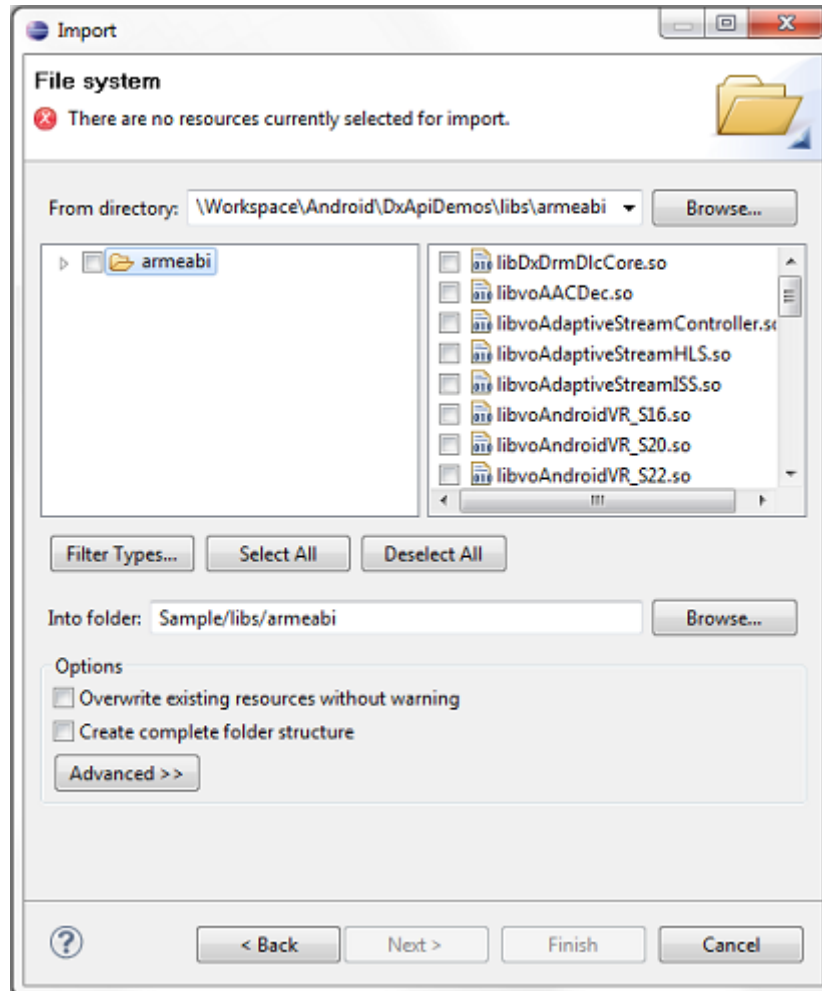 Import
File system
There are no resources currently selected for import.
From directory: \Workspace\Android\DxApiDemos\libs\armeabi Browse...
armeabi
libDxDrmDlcCore.so
libvoAACDec.so
libvoAdaptiveStreamController.so
libvoAdaptiveStreamHLS.so
libvoAdaptiveStreamISS.so
libvoAndroidVR_S16.so
libvoAndroidVR_S20.so
libvoAndroidVR_S22.so
Filter Types... Select All Deselect All
Into folder: Sample/libs/armeabi Browse...
Options
Overwrite existing resources without warning
Create complete folder structure
Advanced >>
? < Back Next > Finish Cancel